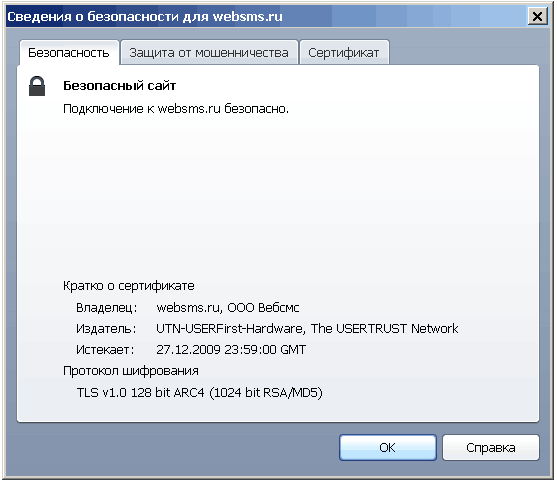 Сведения о безопасности для websms.ru
Безопасность Защита от мошенничества Сертификат
Безопасный сайт
Подключение к websms.ru безопасно.
Кратко о сертификате
Владелец: websms.ru, ООО Вебсмс
Издатель: UTN-USERFirst-Hardware, The USERTRUST Network
Истекает: 27.12.2009 23:59:00 GMT
Протокол шифрования
TLS v1.0 128 bit ARC4 (1024 bit RSA/MD5)
OK Справка